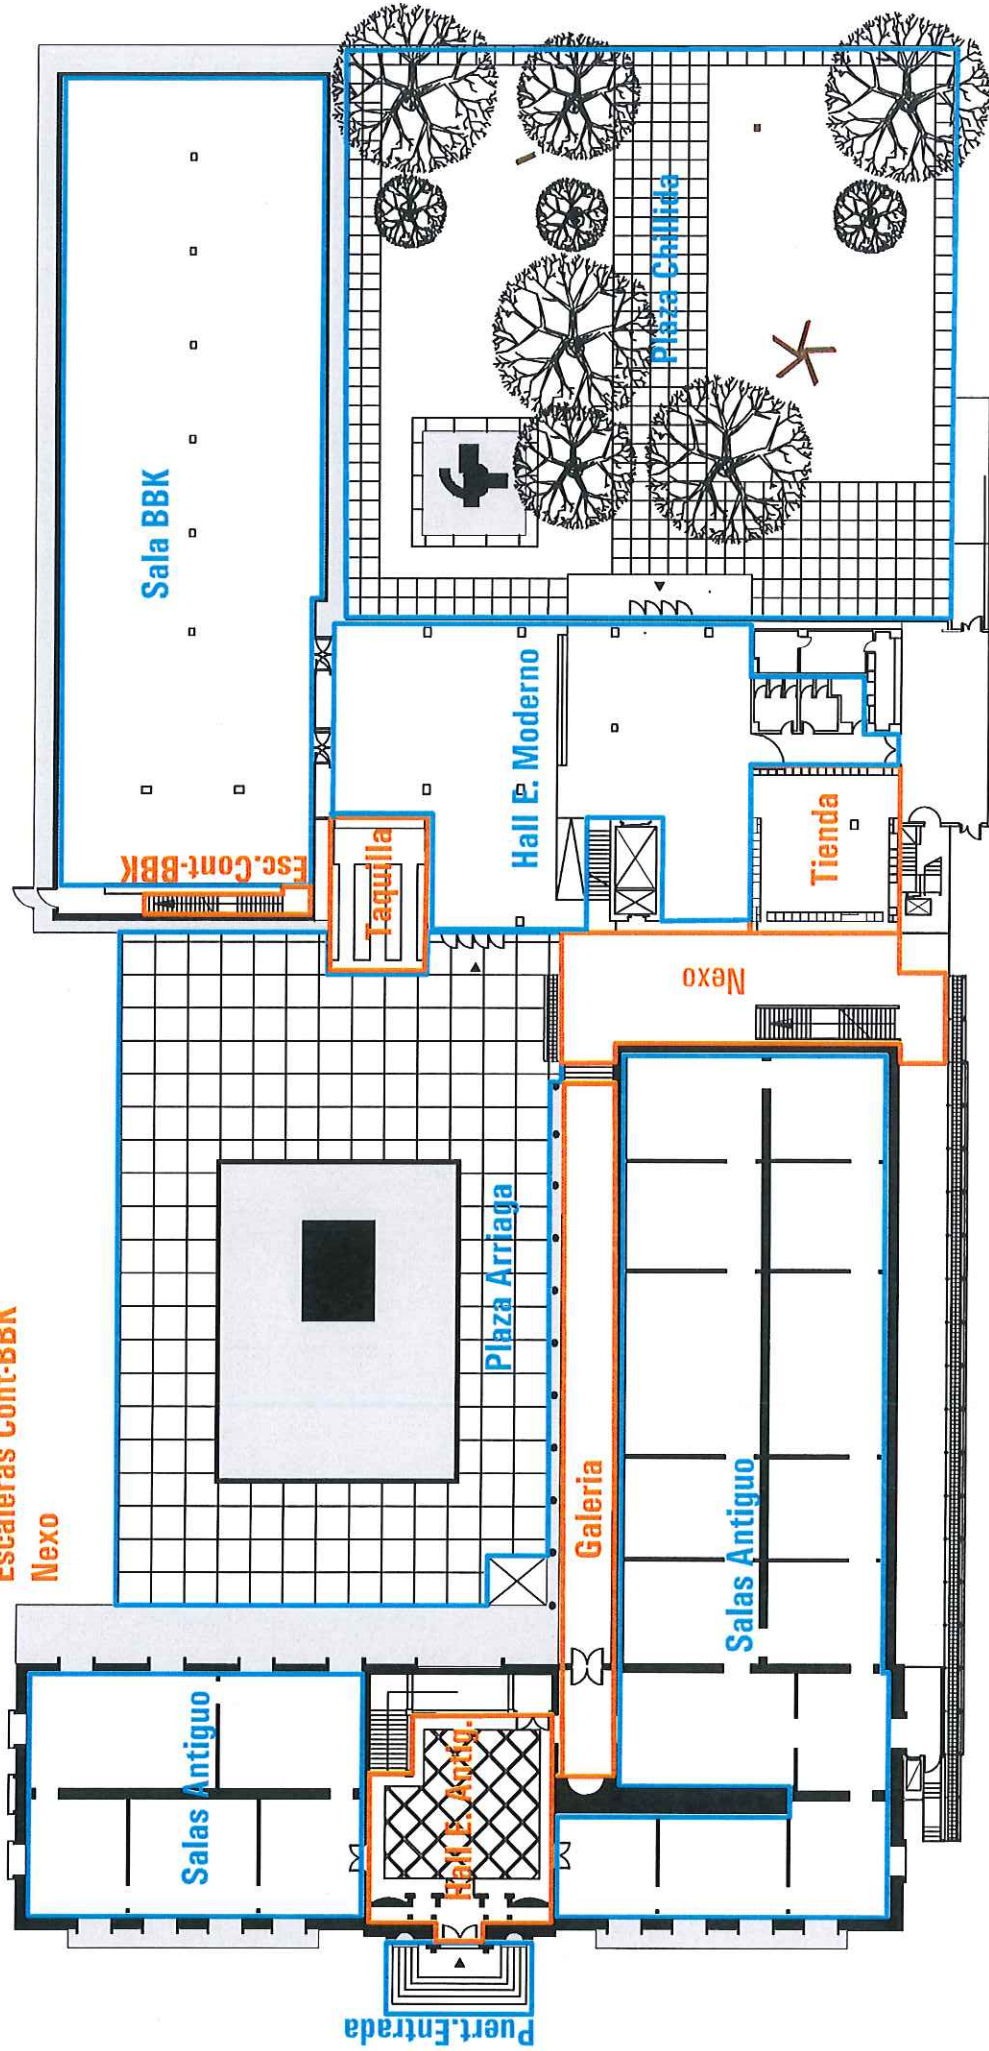 Escaleras Cont-BBK
Nexo
Sala BBK
Esc.Cont-BBK
Taquilla
Hall E. Moderno
Plaza Chillida
Tienda
Nexo
Plaza Arriaga
Galeria
Salas Antiguo
Salas Antiguo
Hall E. Antig.
Puert.Entrada